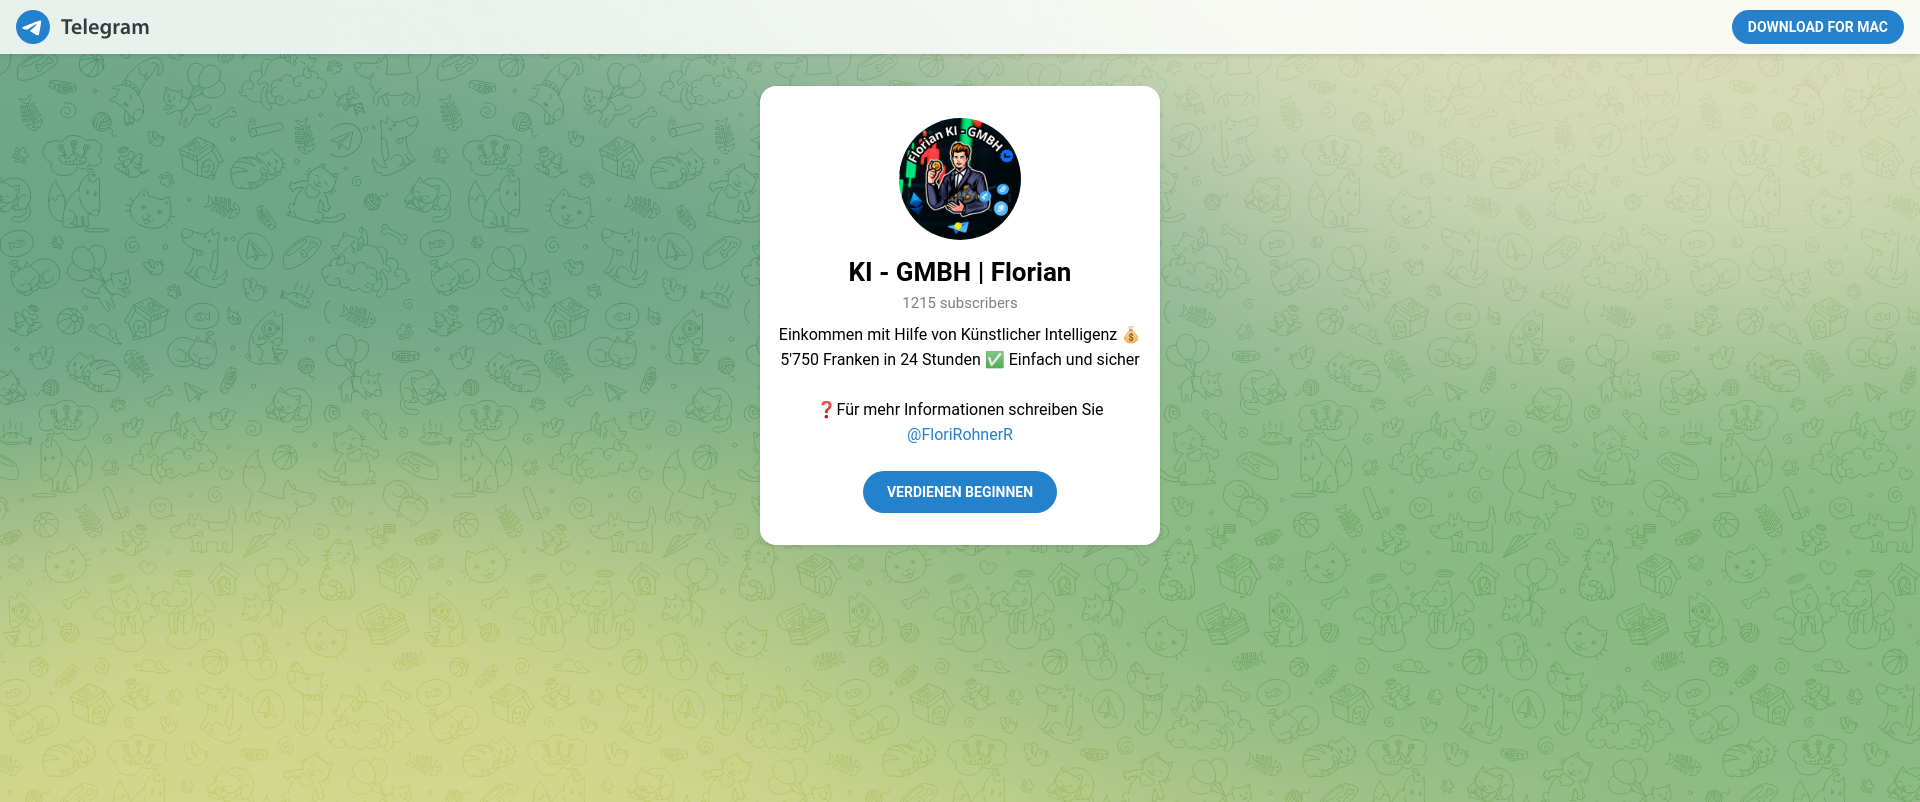 Telegram
DOWNLOAD FOR MAC
Florian KI - GMBH
KI - GMBH | Florian
1215 subscribers
Einkommen mit Hilfe von Künstlicher Intelligenz 💰
5'750 Franken in 24 Stunden ✅ Einfach und sicher
❓Für mehr Informationen schreiben Sie
@FloriRohnerR
VERDIENEN BEGINNEN